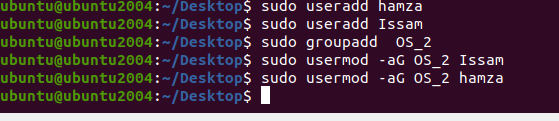 ubuntu@ubuntu2004:~/Desktop$ sudo useradd hamza
ubuntu@ubuntu2004:~/Desktop$ sudo useradd Issam
ubuntu@ubuntu2004:~/Desktop$ sudo groupadd  OS_2
ubuntu@ubuntu2004:~/Desktop$ sudo usermod -aG OS_2 Issam
ubuntu@ubuntu2004:~/Desktop$ sudo usermod -aG OS_2 hamza
ubuntu@ubuntu2004:~/Desktop$